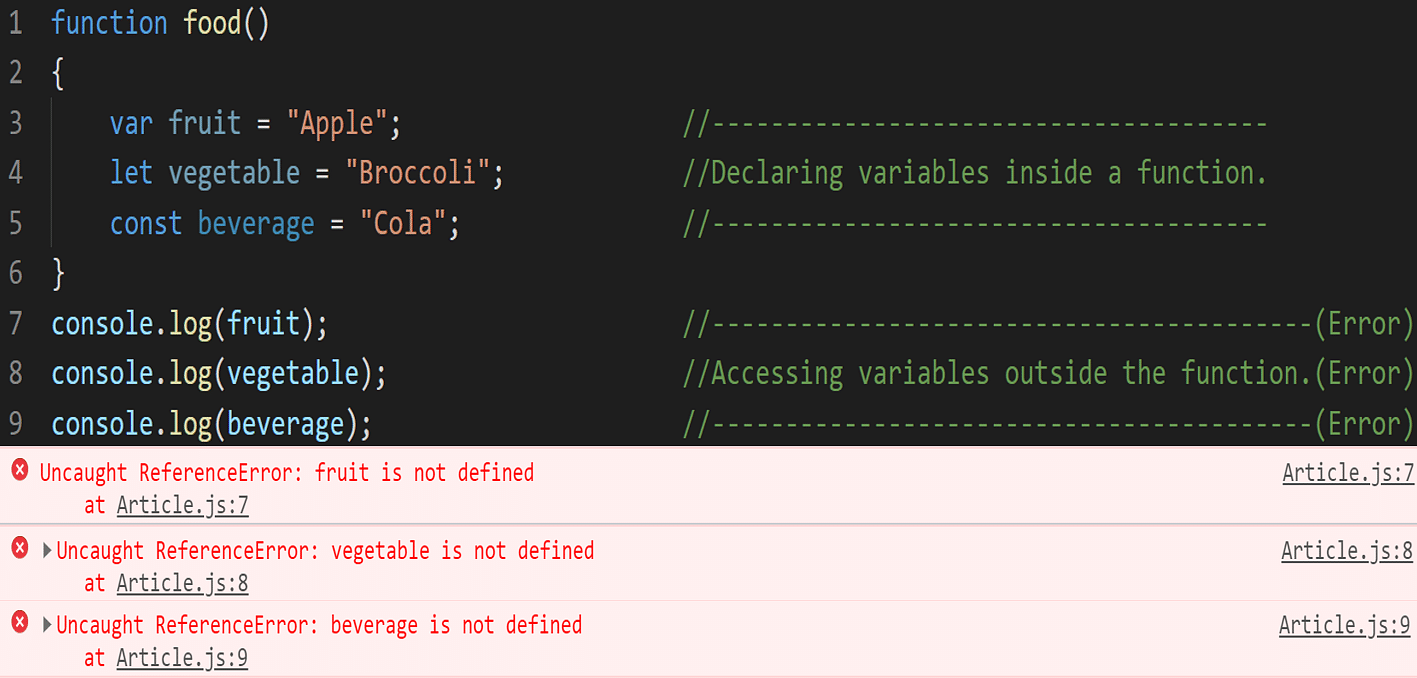 1 function food()
2 {
3 var fruit = "Apple"; //--------------------------------------
4 let vegetable = "Broccoli"; //Declaring variables inside a function.
5 const beverage = "Cola"; //--------------------------------------
6 }
7 console.log(fruit); //-----------------------------------------(Error)
8 console.log(vegetable); //Accessing variables outside the function.(Error)
9 console.log(beverage); //-----------------------------------------(Error)
Uncaught ReferenceError: fruit is not defined Article.js:7
at Article.js:7
Uncaught ReferenceError: vegetable is not defined Article.js:8
at Article.js:8
Uncaught ReferenceError: beverage is not defined Article.js:9
at Article.js:9